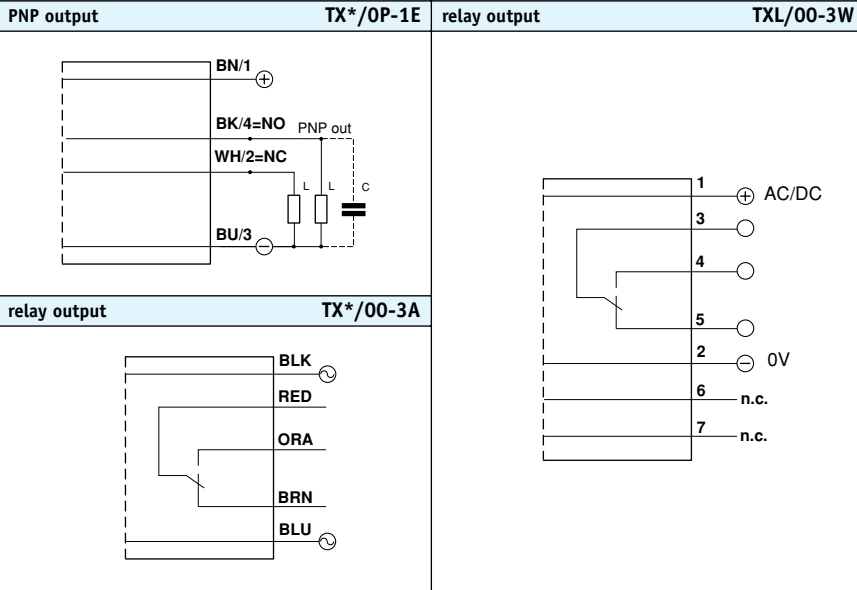 PNP output TX*/0P-1E
BN/1
BK/4=NO PNP out
WH/2=NC
L L C
BU/3
relay output TX*/00-3A
BLK
RED
ORA
BRN
BLU
relay output TXL/00-3W
1 AC/DC
3
4
5
2 0V
6 n.c.
7 n.c.